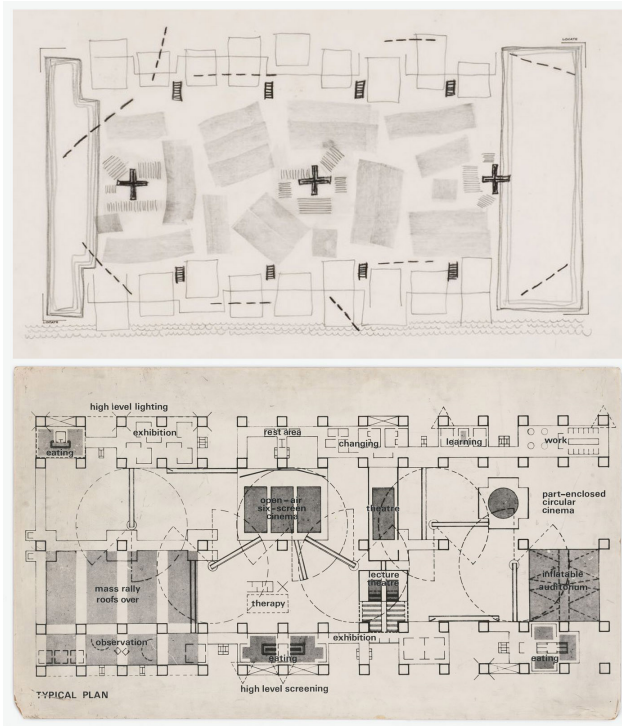 high level lighting
eating
exhibition
rest area
changing
learning
work
open-air
six-screen
cinema
theatre
part-enclosed
circular
cinema
mass rally
roofs over
therapy
lecture
theatre
inflatable
auditorium
observation
eating
exhibition
eating
high level screening
TYPICAL PLAN